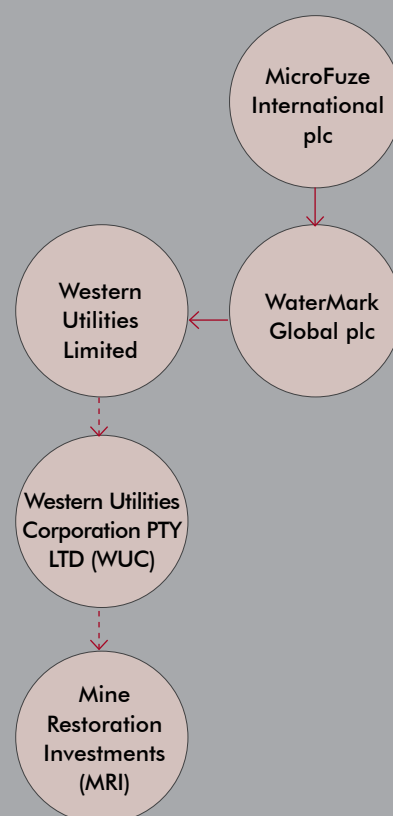 MicroFuze
International
plc
WaterMark
Global plc
Western
Utilities
Limited
Western Utilities
Corporation PTY
LTD (WUC)
Mine
Restoration
Investments
(MRI)